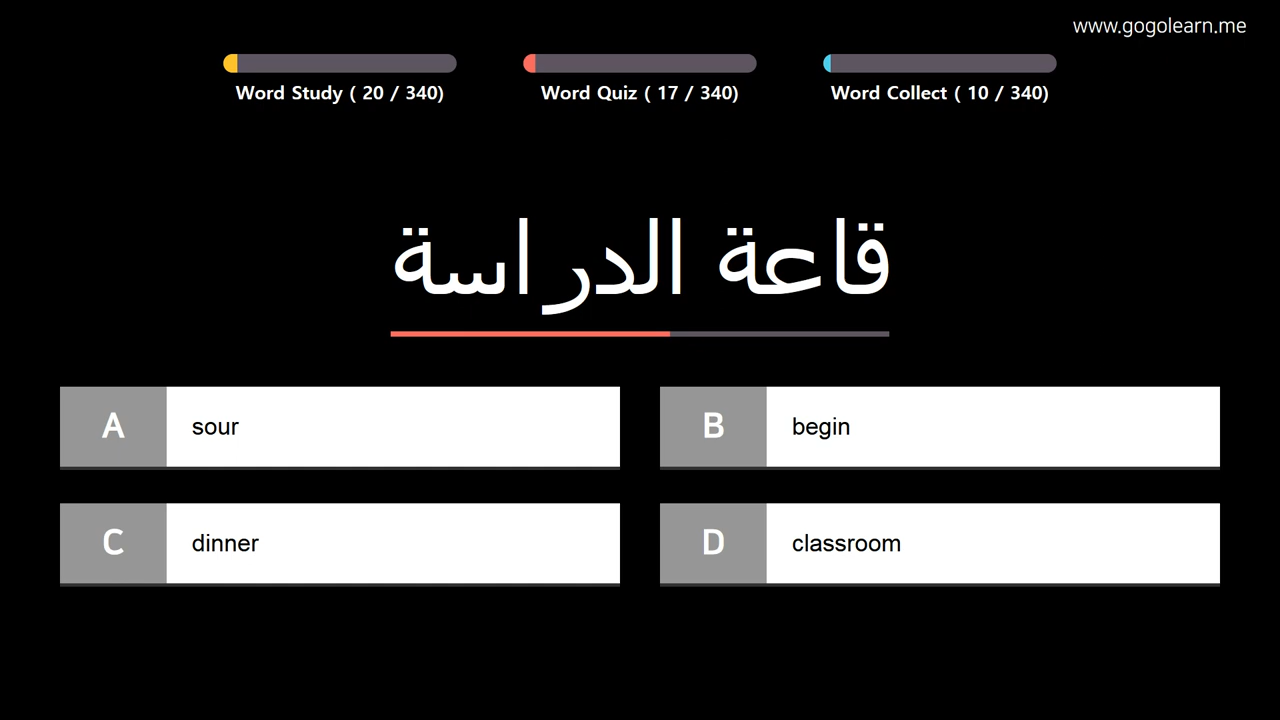 www.gogolearn.me
Word Study ( 20 / 340)
Word Quiz ( 17 / 340)
Word Collect ( 10 / 340)
قاعة الدراسة
A sour
B begin
C dinner
D classroom